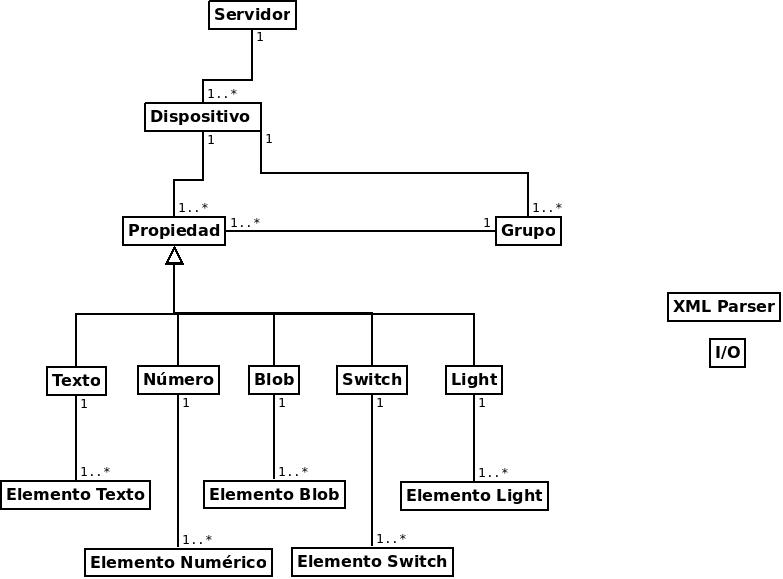 Servidor
1
1..*
Dispositivo
1
1
1..*
1..*
Propiedad
1..*
1
Grupo
XML Parser
I/O
Texto
Número
Blob
Switch
Light
1
1
1
1
1
1..*
1..*
1..*
Elemento Texto
Elemento Blob
Elemento Light
1..*
1..*
Elemento Numérico
Elemento Switch